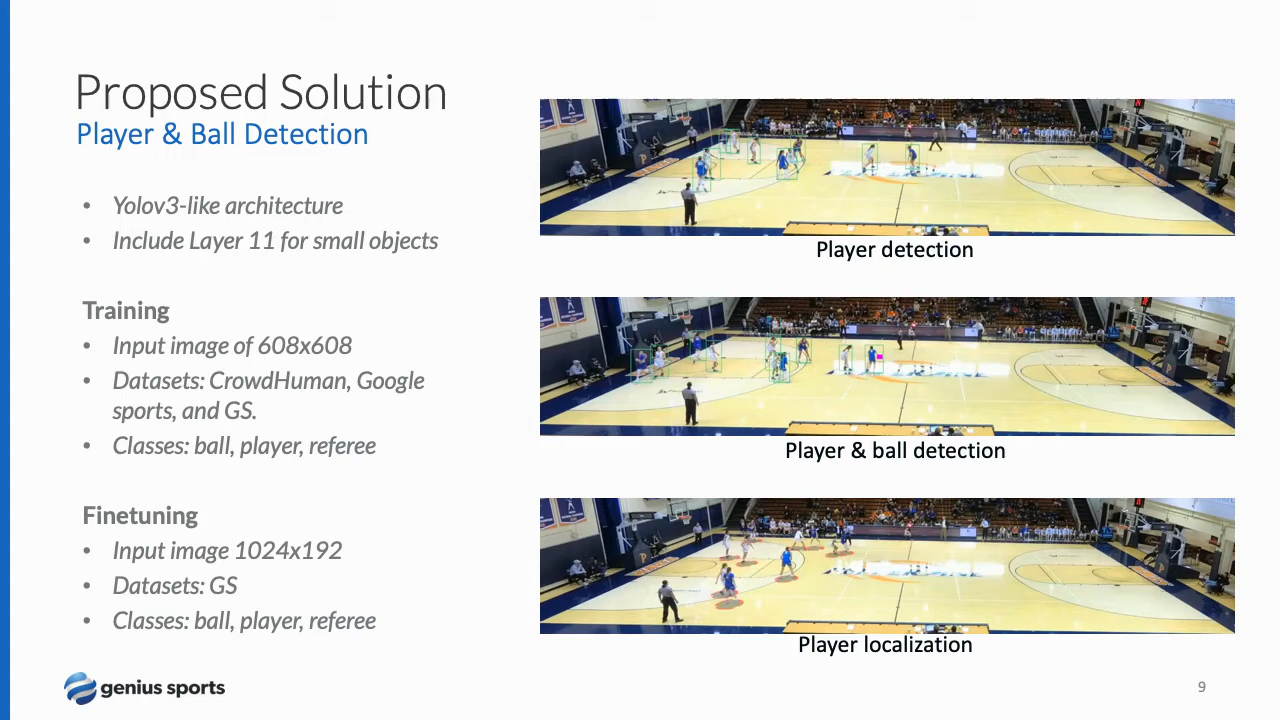 Proposed Solution
Player & Ball Detection
• Yolov3-like architecture
• Include Layer 11 for small objects
Training
• Input image of 608x608
• Datasets: CrowdHuman, Google
sports, and GS.
• Classes: ball, player, referee
Finetuning
• Input image 1024x192
• Datasets: GS
• Classes: ball, player, referee
Player detection
Player & ball detection
Player localization
genius sports
9